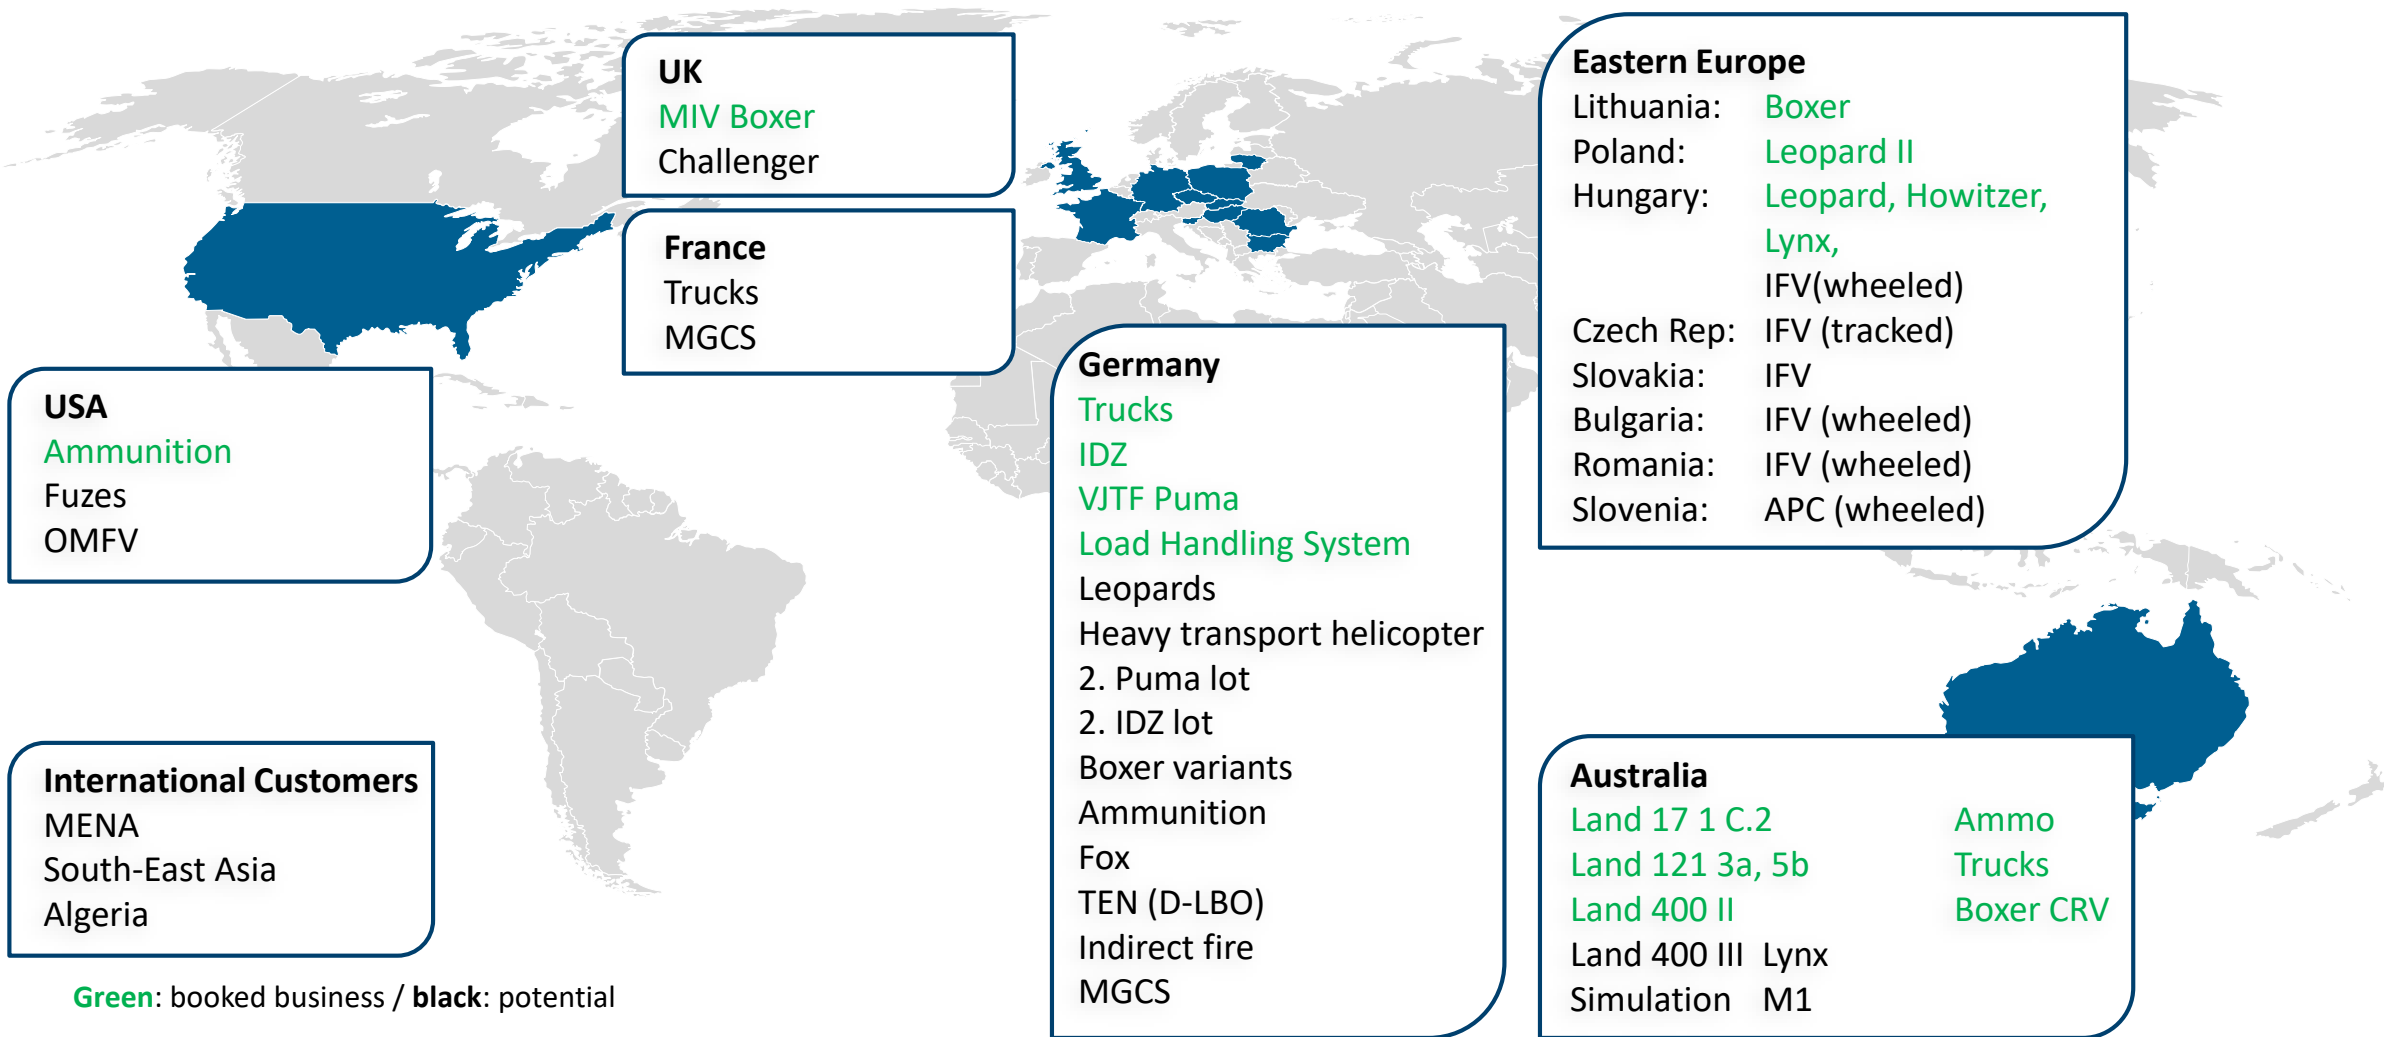 UK
MIV Boxer
Challenger
France
Trucks
MGCS
USA
Ammunition
Fuzes
OMFV
International Customers
MENA
South-East Asia
Algeria
Green: booked business / black: potential
Germany
Trucks
IDZ
VJTF Puma
Load Handling System
Leopards
Heavy transport helicopter
2. Puma lot
2. IDZ lot
Boxer variants
Ammunition
Fox
TEN (D-LBO)
Indirect fire
MGCS
Eastern Europe
Lithuania: Boxer
Poland: Leopard II
Hungary: Leopard, Howitzer,
Lynx,
IFV(wheeled)
Czech Rep: IFV (tracked)
Slovakia: IFV
Bulgaria: IFV (wheeled)
Romania: IFV (wheeled)
Slovenia: APC (wheeled)
Australia
Land 17 1 C.2 Ammo
Land 121 3a, 5b Trucks
Land 400 II Boxer CRV
Land 400 III Lynx
Simulation M1